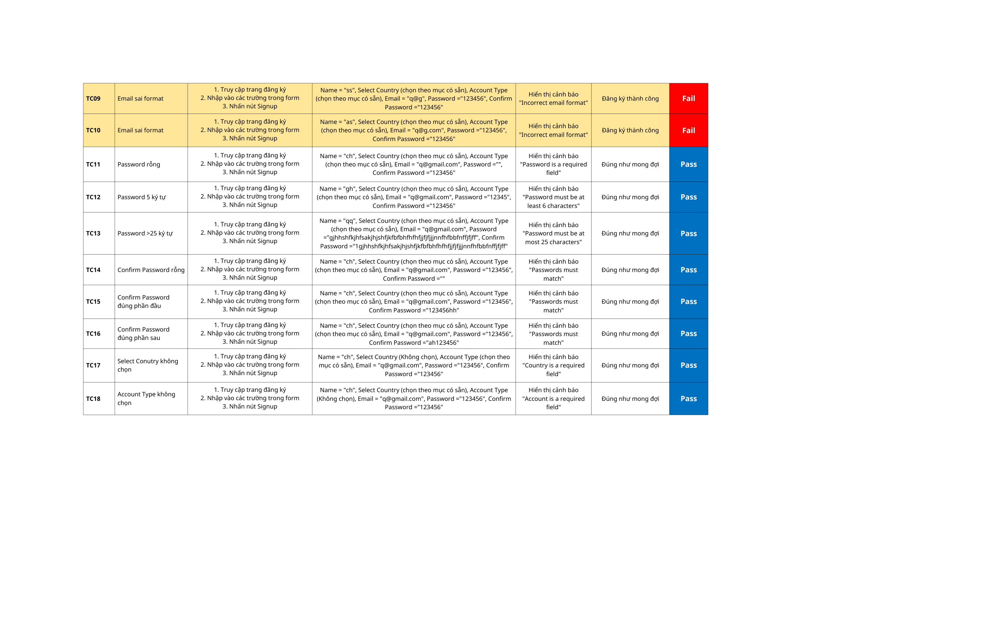 TC09
Email sai format
1. Truy cập trang đăng ký
2. Nhập vào các trường trong form
3. Nhấn nút Signup
Name = "ss", Select Country (chọn theo mục có sẵn), Account Type
(chọn theo mục có sẵn), Email = "q@g", Password ="123456", Confirm
Password ="123456"
Hiển thị cảnh báo
"Incorrect email format"
Đăng ký thành công
Fail
TC10
Email sai format
1. Truy cập trang đăng ký
2. Nhập vào các trường trong form
3. Nhấn nút Signup
Name = "as", Select Country (chọn theo mục có sẵn), Account Type
(chọn theo mục có sẵn), Email = "q@g.com", Password ="123456",
Confirm Password ="123456"
Hiển thị cảnh báo
"Incorrect email format"
Đăng ký thành công
Fail
TC11
Password rỗng
1. Truy cập trang đăng ký
2. Nhập vào các trường trong form
3. Nhấn nút Signup
Name = "ch", Select Country (chọn theo mục có sẵn), Account Type
(chọn theo mục có sẵn), Email = "q@gmail.com", Password ="",
Confirm Password ="123456"
Hiển thị cảnh báo
"Password is a required
field"
Đúng như mong đợi
Pass
TC12
Password 5 ký tự
1. Truy cập trang đăng ký
2. Nhập vào các trường trong form
3. Nhấn nút Signup
Name = "gh", Select Country (chọn theo mục có sẵn), Account Type
(chọn theo mục có sẵn), Email = "q@gmail.com", Password ="12345",
Confirm Password ="123456"
Hiển thị cảnh báo
"Password must be at
least 6 characters"
Đúng như mong đợi
Pass
TC13
Password >25 ký tự
1. Truy cập trang đăng ký
2. Nhập vào các trường trong form
3. Nhấn nút Signup
Name = "qq", Select Country (chọn theo mục có sẵn), Account Type
(chọn theo mục có sẵn), Email = "q@gmail.com", Password
="gjhhshfkjhfsakjhjshfjkfbfbhfhfhfjjfjfjjjnnfhfbbfnffjfjff", Confirm
Password ="1gjhhshfkjhfsakjhjshfjkfbfbhfhfhfjjfjfjjjnnfhfbbfnffjfjff"
Hiển thị cảnh báo
"Password must be at
most 25 characters"
Đúng như mong đợi
Pass
TC14
Confirm Password rỗng
1. Truy cập trang đăng ký
2. Nhập vào các trường trong form
3. Nhấn nút Signup
Name = "ch", Select Country (chọn theo mục có sẵn), Account Type
(chọn theo mục có sẵn), Email = "q@gmail.com", Password ="123456",
Confirm Password =""
Hiển thị cảnh báo
"Passwords must
match"
Đúng như mong đợi
Pass
TC15
Confirm Password
đúng phần đầu
1. Truy cập trang đăng ký
2. Nhập vào các trường trong form
3. Nhấn nút Signup
Name = "ch", Select Country (chọn theo mục có sẵn), Account Type
(chọn theo mục có sẵn), Email = "q@gmail.com", Password ="123456",
Confirm Password ="123456hh"
Hiển thị cảnh báo
"Passwords must
match"
Đúng như mong đợi
Pass
TC16
Confirm Password
đúng phần sau
1. Truy cập trang đăng ký
2. Nhập vào các trường trong form
3. Nhấn nút Signup
Name = "ch", Select Country (chọn theo mục có sẵn), Account Type
(chọn theo mục có sẵn), Email = "q@gmail.com", Password ="123456",
Confirm Password ="ah123456"
Hiển thị cảnh báo
"Passwords must
match"
Đúng như mong đợi
Pass
TC17
Select Conutry không
chọn
1. Truy cập trang đăng ký
2. Nhập vào các trường trong form
3. Nhấn nút Signup
Name = "ch", Select Country (Không chọn), Account Type (chọn theo
mục có sẵn), Email = "q@gmail.com", Password ="123456", Confirm
Password ="123456"
Hiển thị cảnh báo
"Country is a required
field"
Đúng như mong đợi
Pass
TC18
Account Type không
chọn
1. Truy cập trang đăng ký
2. Nhập vào các trường trong form
3. Nhấn nút Signup
Name = "ch", Select Country (chọn theo mục có sẵn), Account Type
(Không chọn), Email = "q@gmail.com", Password ="123456", Confirm
Password ="123456"
Hiển thị cảnh báo
"Account is a required
field"
Đúng như mong đợi
Pass